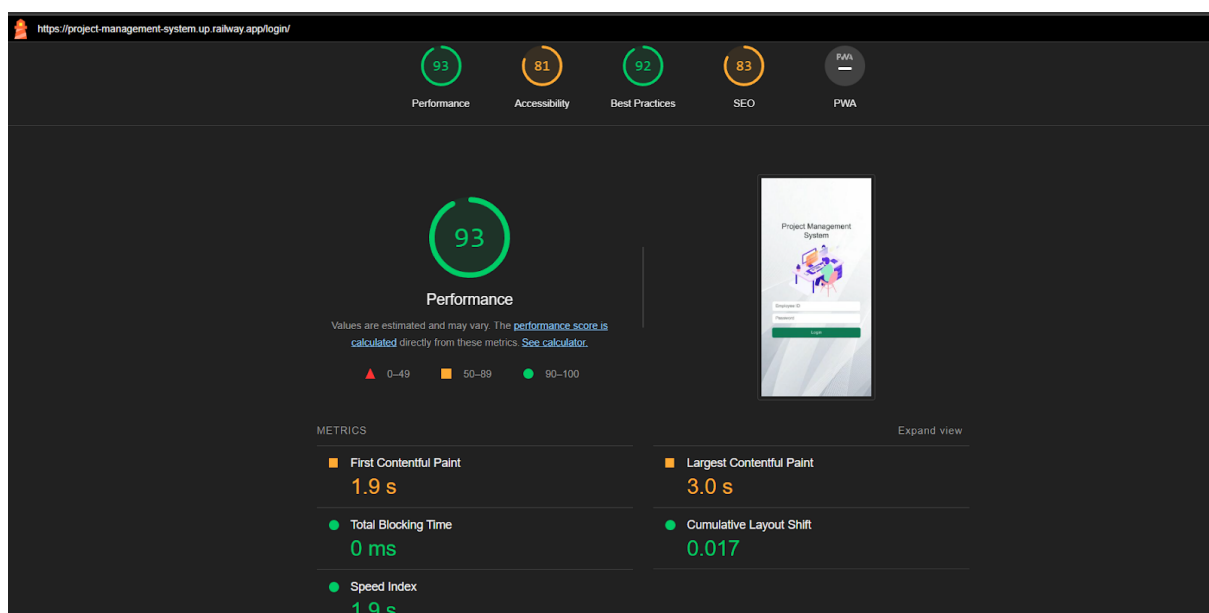 https://project-management-system.up.railway.app/login/
93
81
92
83
PWA
Performance
Accessibility
Best Practices
SEO
PWA
93
Performance
Values are estimated and may vary. The performance score is
calculated directly from these metrics. See calculator.
0–49
50–89
90–100
Project Management
System
Employee ID
Password
Login
METRICS
Expand view
First Contentful Paint
1.9 s
Largest Contentful Paint
3.0 s
Total Blocking Time
0 ms
Cumulative Layout Shift
0.017
Speed Index
1.9 s